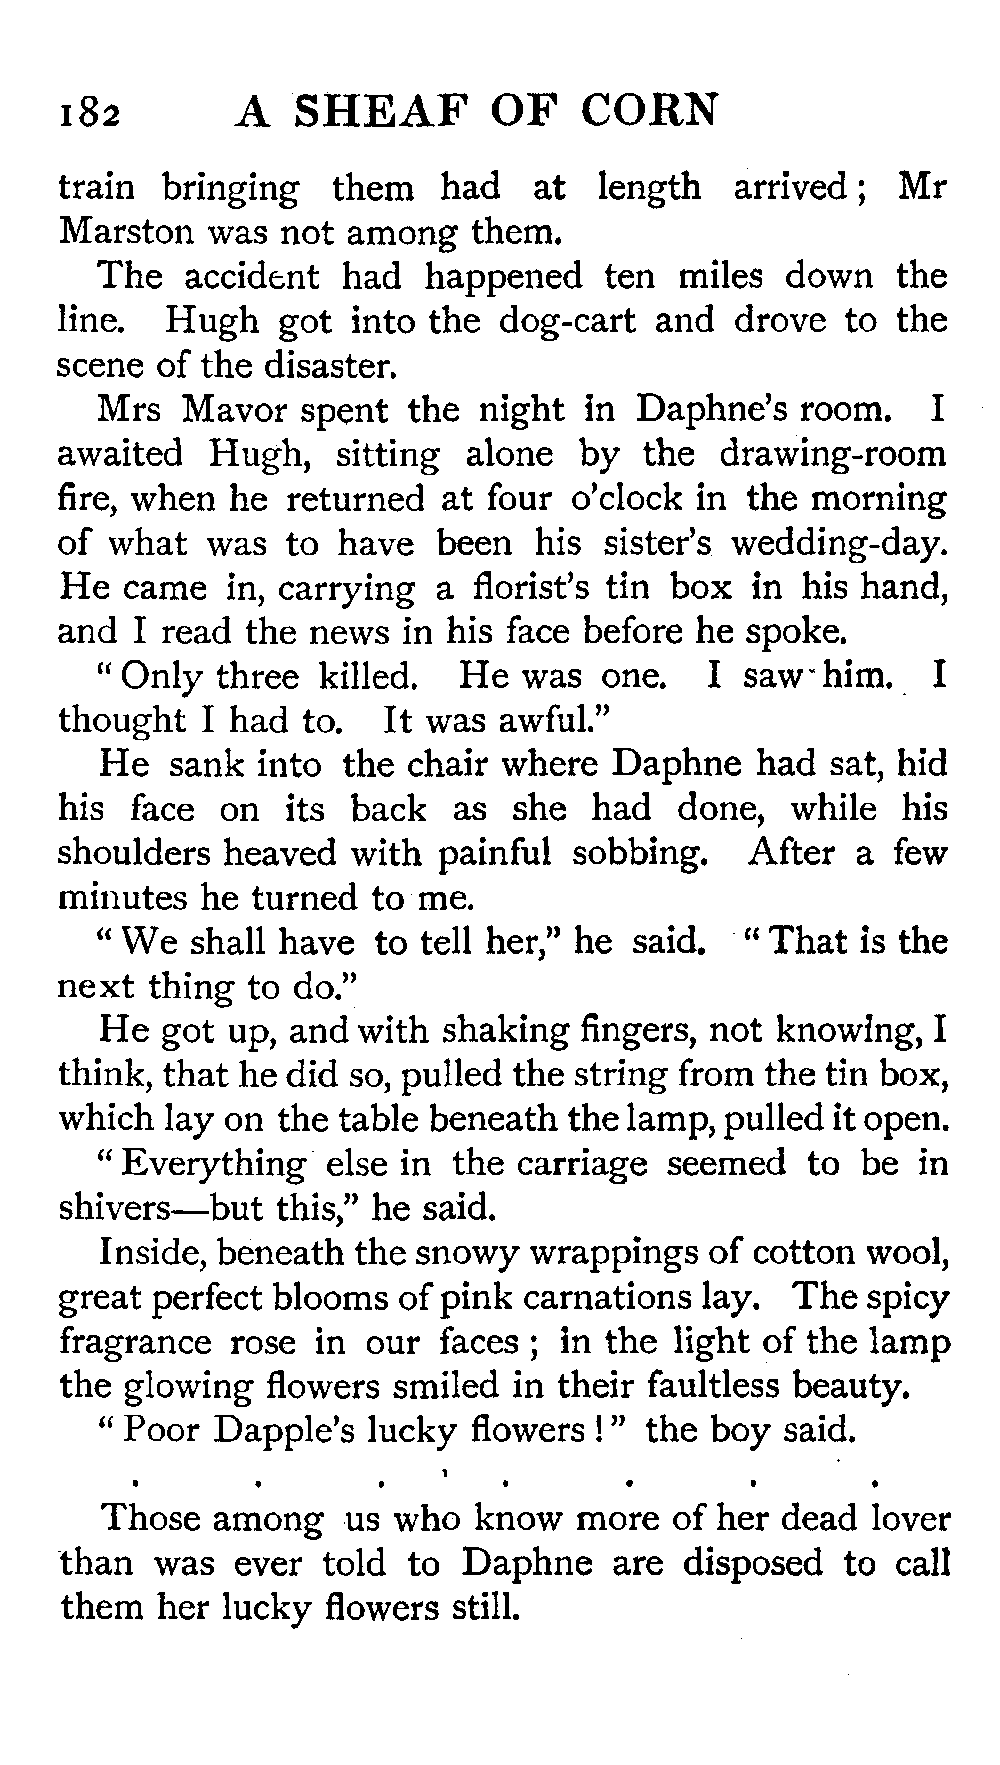 182 A SHEAF OF CORN
train bringing them had at length arrived; Mr
Marston was not among them.
The accident had happened ten miles down the
line. Hugh got into the dog-cart and drove to the
scene of the disaster.
Mrs Mavor spent the night in Daphne's room. I
awaited Hugh, sitting alone by the drawing-room
fire, when he returned at four o'clock in the morning
of what was to have been his sister's wedding-day.
He came in, carrying a florist's tin box in his hand,
and I read the news in his face before he spoke.
"Only three killed. He was one. I saw him. I
thought I had to. It was awful."
He sank into the chair where Daphne had sat, hid
his face on its back as she had done, while his
shoulders heaved with painful sobbing. After a few
minutes he turned to me.
"We shall have to tell her," he said. "That is the
next thing to do."
He got up, and with shaking fingers, not knowing, I
think, that he did so, pulled the string from the tin box,
which lay on the table beneath the lamp, pulled it open.
"Everything else in the carriage seemed to be in
shivers—but this," he said.
Inside, beneath the snowy wrappings of cotton wool,
great perfect blooms of pink carnations lay. The spicy
fragrance rose in our faces; in the light of the lamp
the glowing flowers smiled in their faultless beauty.
"Poor Dapple's lucky flowers!" the boy said.
. . . . . . .
Those among us who know more of her dead lover
than was ever told to Daphne are disposed to call
them her lucky flowers still.